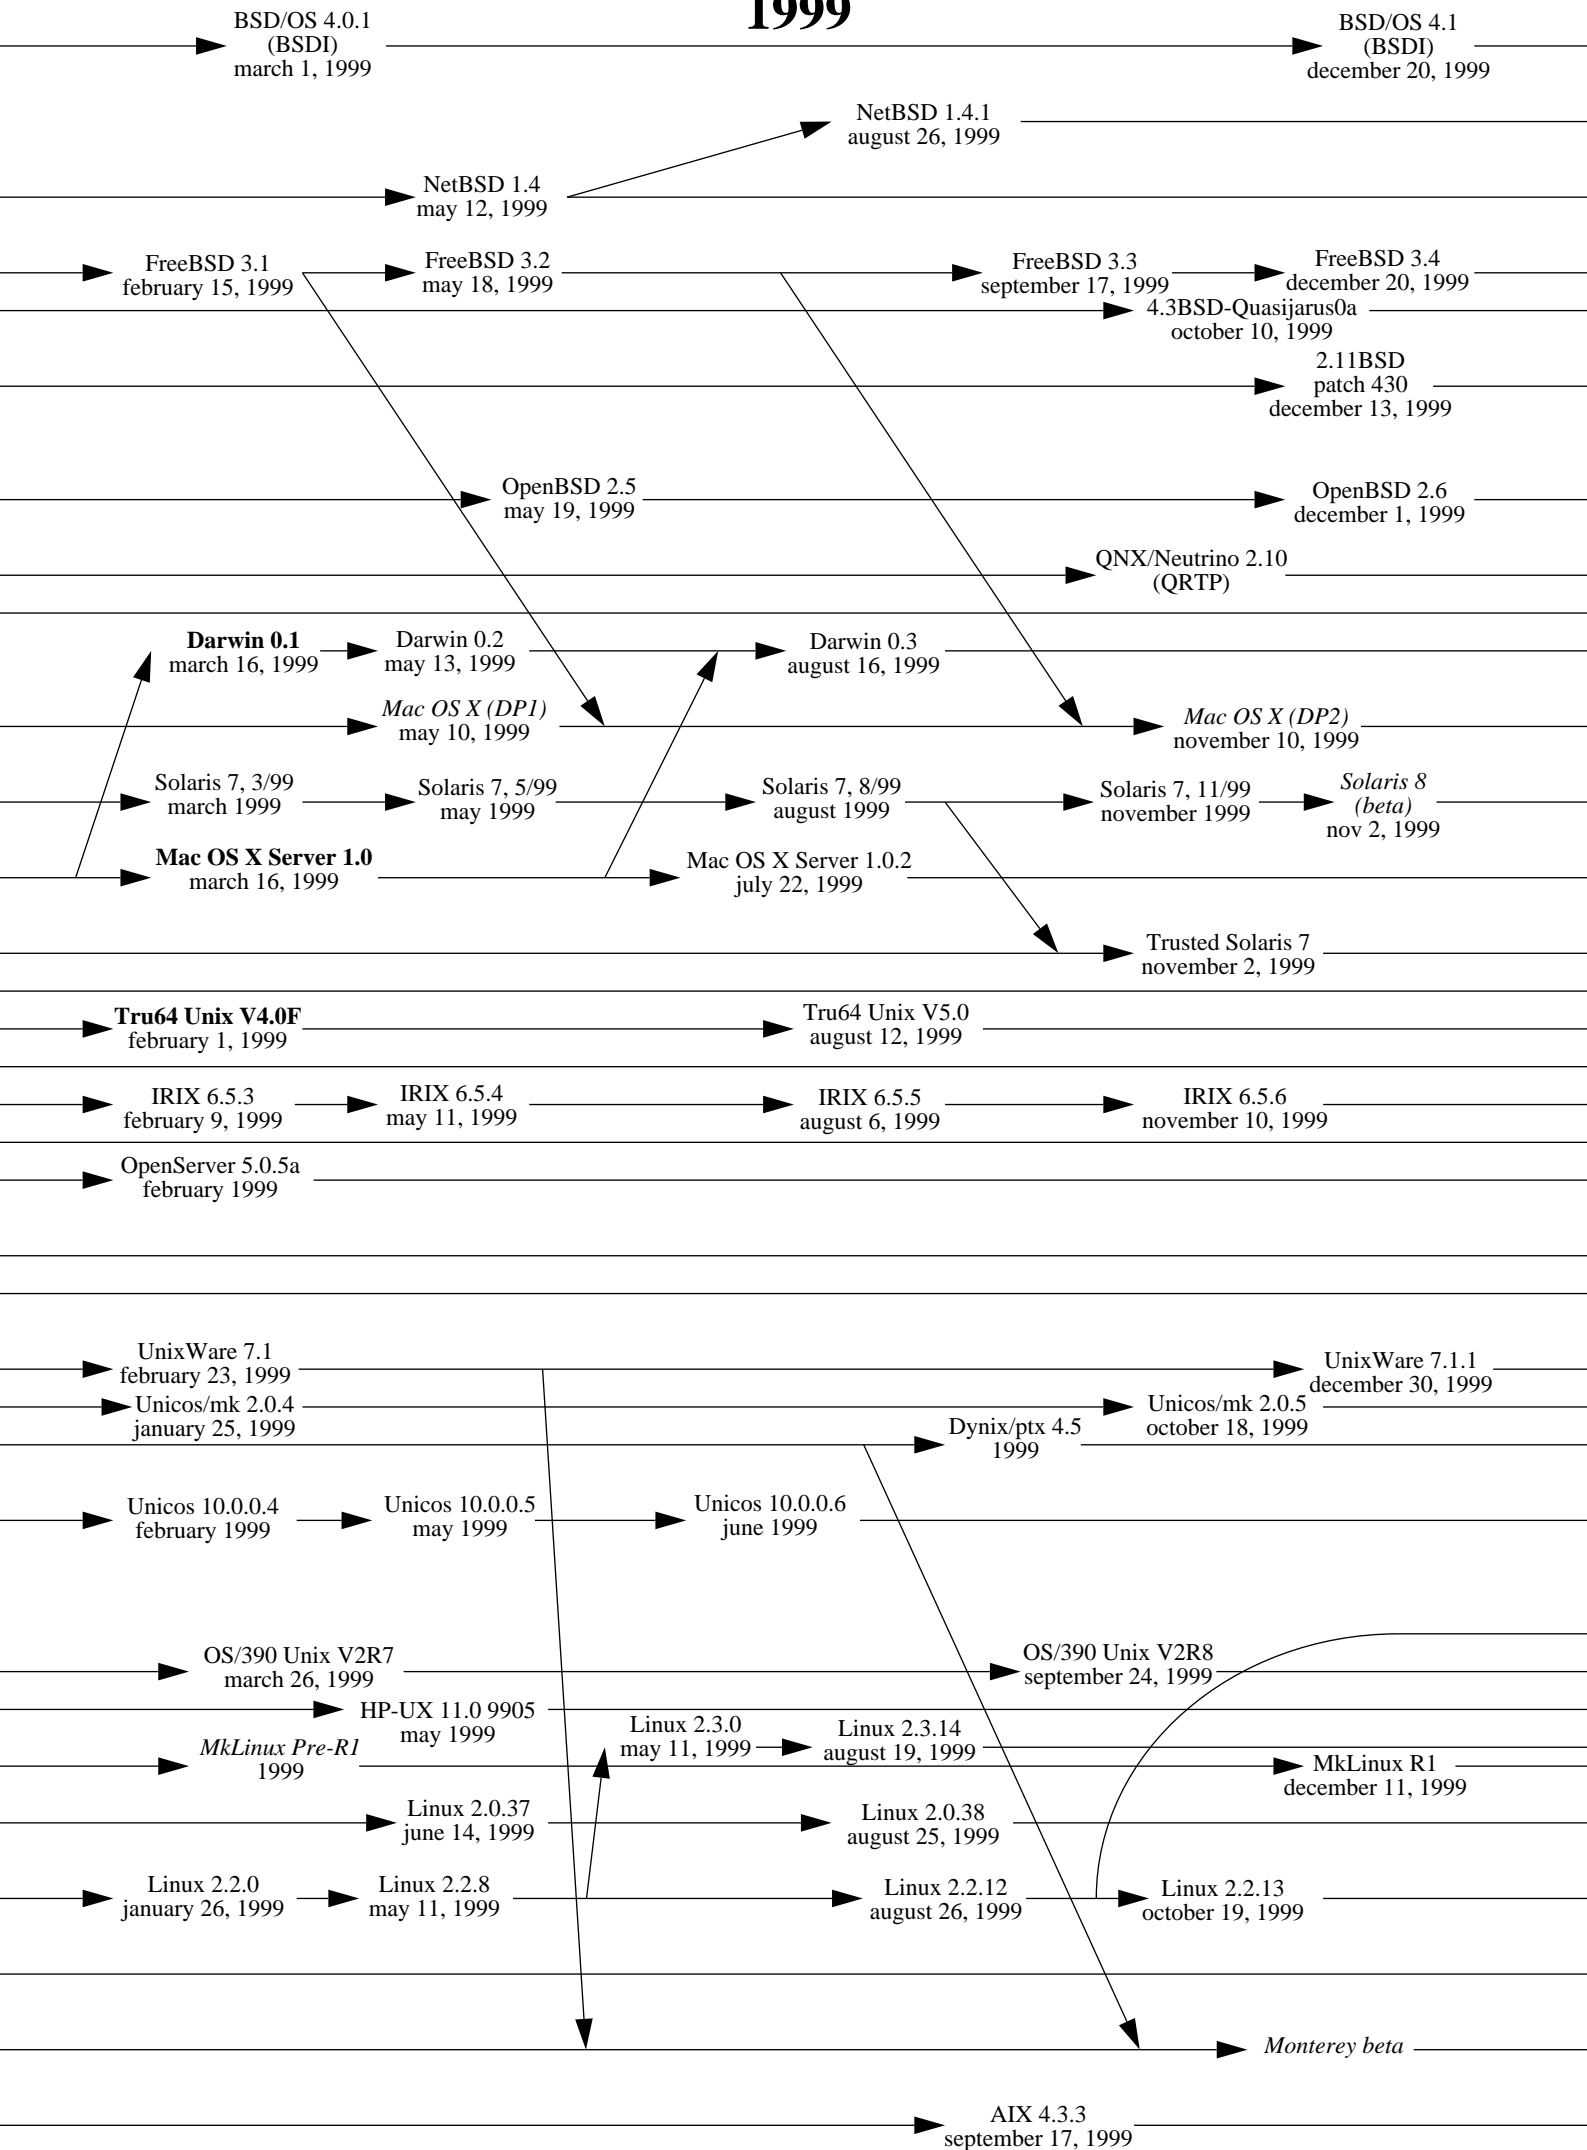 1999
BSD/OS 4.0.1
(BSDI)
march 1, 1999
BSD/OS 4.1
(BSDI)
december 20, 1999
NetBSD 1.4.1
august 26, 1999
NetBSD 1.4
may 12, 1999
FreeBSD 3.1
february 15, 1999
FreeBSD 3.2
may 18, 1999
FreeBSD 3.3
september 17, 1999
FreeBSD 3.4
december 20, 1999
4.3BSD-Quasijarus0a
october 10, 1999
2.11BSD
patch 430
december 13, 1999
OpenBSD 2.5
may 19, 1999
OpenBSD 2.6
december 1, 1999
QNX/Neutrino 2.10
(QRTP)
Darwin 0.1
march 16, 1999
Darwin 0.2
may 13, 1999
Darwin 0.3
august 16, 1999
Mac OS X (DP1)
may 10, 1999
Mac OS X (DP2)
november 10, 1999
Solaris 7, 3/99
march 1999
Solaris 7, 5/99
may 1999
Solaris 7, 8/99
august 1999
Solaris 7, 11/99
november 1999
Solaris 8
(beta)
nov 2, 1999
Mac OS X Server 1.0
march 16, 1999
Mac OS X Server 1.0.2
july 22, 1999
Trusted Solaris 7
november 2, 1999
Tru64 Unix V4.0F
february 1, 1999
Tru64 Unix V5.0
august 12, 1999
IRIX 6.5.3
february 9, 1999
IRIX 6.5.4
may 11, 1999
IRIX 6.5.5
august 6, 1999
IRIX 6.5.6
november 10, 1999
OpenServer 5.0.5a
february 1999
UnixWare 7.1
february 23, 1999
UnixWare 7.1.1
december 30, 1999
Unicos/mk 2.0.4
january 25, 1999
Unicos/mk 2.0.5
october 18, 1999
Dynix/ptx 4.5
1999
Unicos 10.0.0.4
february 1999
Unicos 10.0.0.5
may 1999
Unicos 10.0.0.6
june 1999
OS/390 Unix V2R7
march 26, 1999
OS/390 Unix V2R8
september 24, 1999
HP-UX 11.0 9905
may 1999
Linux 2.3.0
may 11, 1999
Linux 2.3.14
august 19, 1999
MkLinux Pre-R1
1999
MkLinux R1
december 11, 1999
Linux 2.0.37
june 14, 1999
Linux 2.0.38
august 25, 1999
Linux 2.2.0
january 26, 1999
Linux 2.2.8
may 11, 1999
Linux 2.2.12
august 26, 1999
Linux 2.2.13
october 19, 1999
Monterey beta
AIX 4.3.3
september 17, 1999